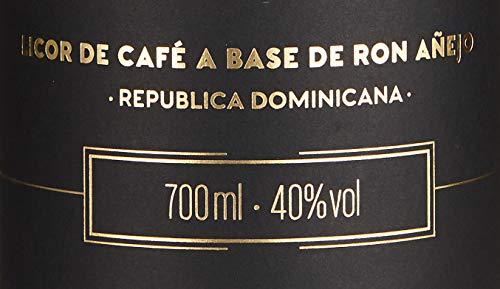 LICOR DE CAFÉ A BASE DE RON AÑEJO
· REPUBLICA DOMINICANA ·
700ml · 40%vol